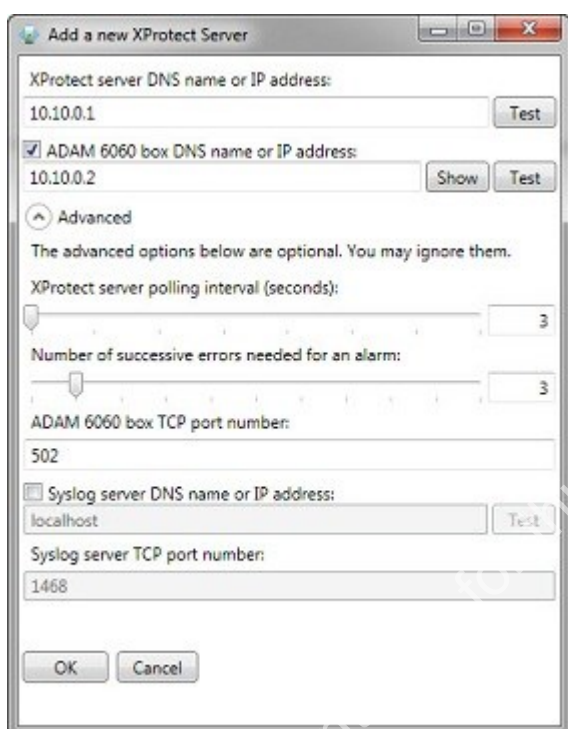 Add a new XProtect Server
XProtect server DNS name or IP address:
10.10.0.1
Test
ADAM 6060 box DNS name or IP address:
10.10.0.2
Show Test
Advanced
The advanced options below are optional. You may ignore them.
XProtect server polling interval (seconds):
3
Number of successive errors needed for an alarm:
3
ADAM 6060 box TCP port number:
502
Syslog server DNS name or IP address:
localhost
Test
Syslog server TCP port number:
1468
OK Cancel